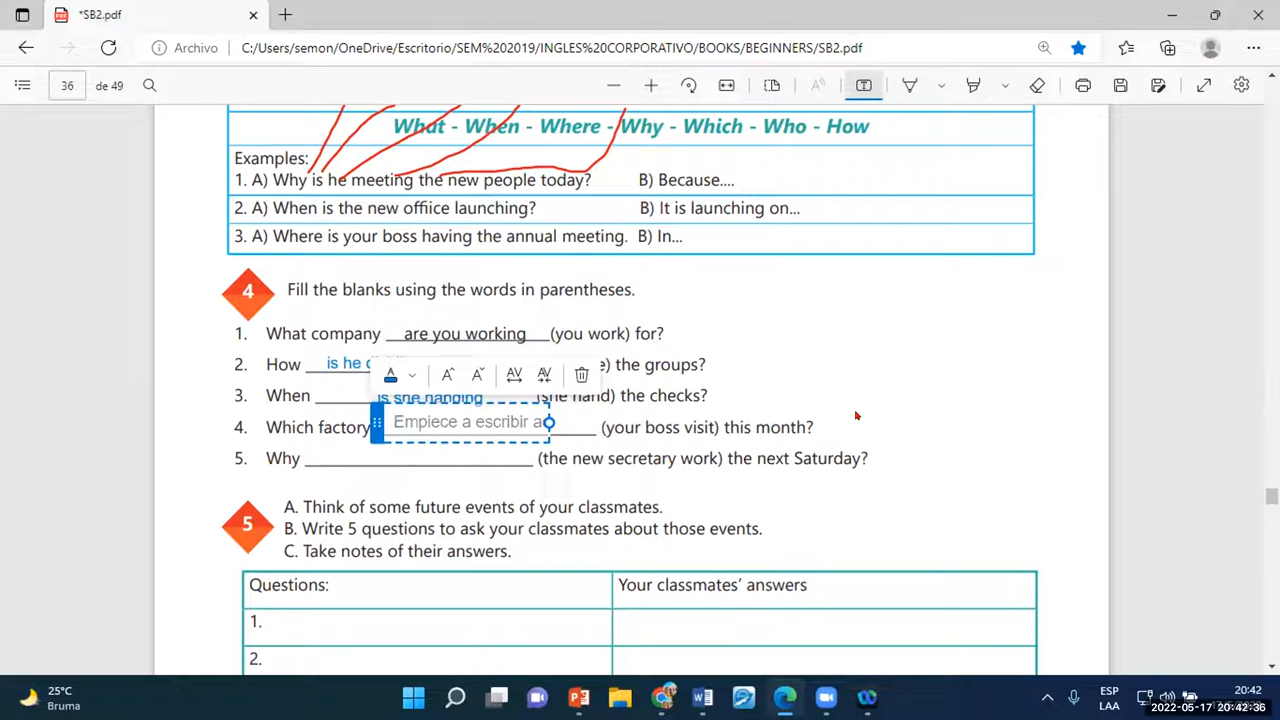 *SB2.pdf
Archivo
C:/Users/semon/OneDrive/Escritorio/SEM%202019/INGLES%20CORPORATIVO/BOOKS/BEGINNERS/SB2.pdf
36 de 49
What - When - Where - Why - Which - Who - How
Examples:
1. A) Why is he meeting the new people today? B) Because....
2. A) When is the new office launching? B) It is launching on...
3. A) Where is your boss having the annual meeting. B) In...
4 Fill the blanks using the words in parentheses.
1. What company __are you working___(you work) for?
2. How is he e) the groups?
3. When is she handing (she hand) the checks?
4. Which factory Empiece a escribir a (your boss visit) this month?
5. Why _________________________ (the new secretary work) the next Saturday?
5 A. Think of some future events of your classmates.
B. Write 5 questions to ask your classmates about those events.
C. Take notes of their answers.
Questions: Your classmates’ answers
1.
2.
25°C
Bruma
ESP
LAA
20:42
2022-05-17 20:42:36